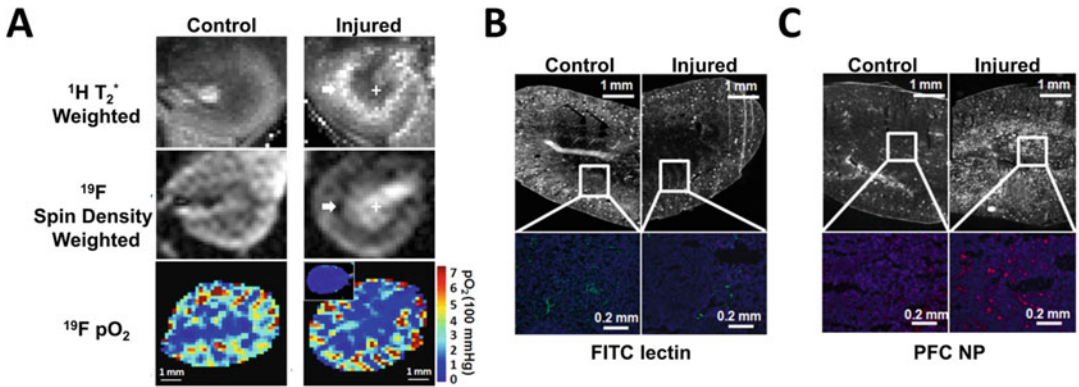 A
Control Injured
¹H T₂*
Weighted
¹⁹F
Spin Density
Weighted
¹⁹F pO₂
1 mm
1 mm
7
6
5
4
3
2
1
0
pO₂ (100 mmHg)
B
Control Injured
1 mm
1 mm
0.2 mm
0.2 mm
FITC lectin
C
Control Injured
1 mm
1 mm
0.2 mm
0.2 mm
PFC NP